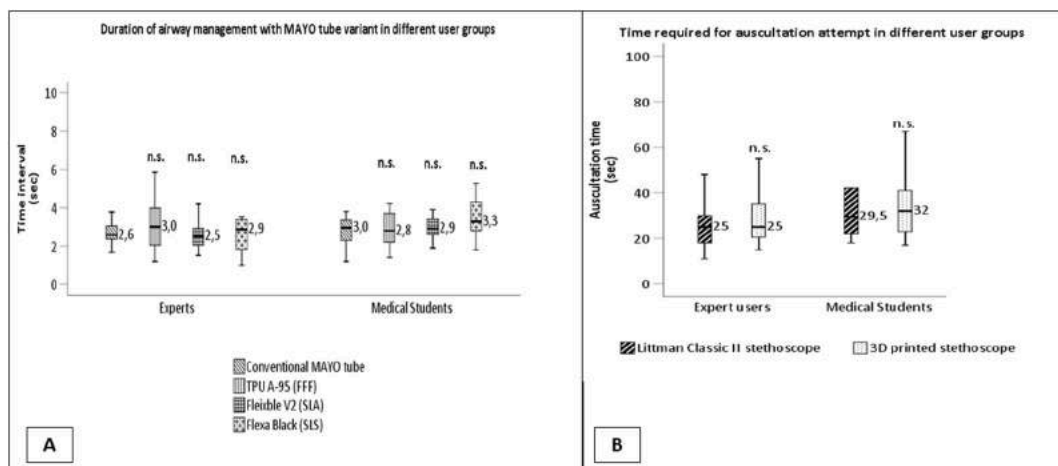 Duration of airway management with MAYO tube variant in different user groups
Time interval
(sec)
10
8
6
4
2
0
n.s.
n.s.
n.s.
n.s.
n.s.
n.s.
2,6
3,0
2,5
2,9
3,0
2,8
2,9
3,3
Experts
Medical Students
Conventional MAYO tube
TPU A-95 (FFF)
Fleixble V2 (SLA)
Flexa Black (SLS)
A
Time required for auscultation attempt in different user groups
Auscultation time
(sec)
100
80
60
40
20
0
n.s.
n.s.
25
25
29,5
32
Expert users
Medical Students
Littman Classic II stethoscope
3D printed stethoscope
B